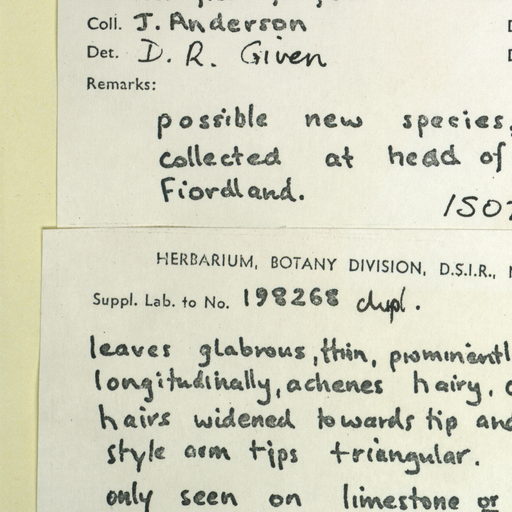 Coll. J. Anderson
Det. D. R. Given
Remarks:
possible new species,
collected at head of
Fiordland.
HERBARIUM, BOTANY DIVISION, D.S.I.R.,
Suppl. Lab. to No. 198268 dupl.
leaves glabrous, thin, prominentl
longitudinally, achenes hairy.
hairs widened towards tip and
style arm tips triangular.
only seen on limestone or